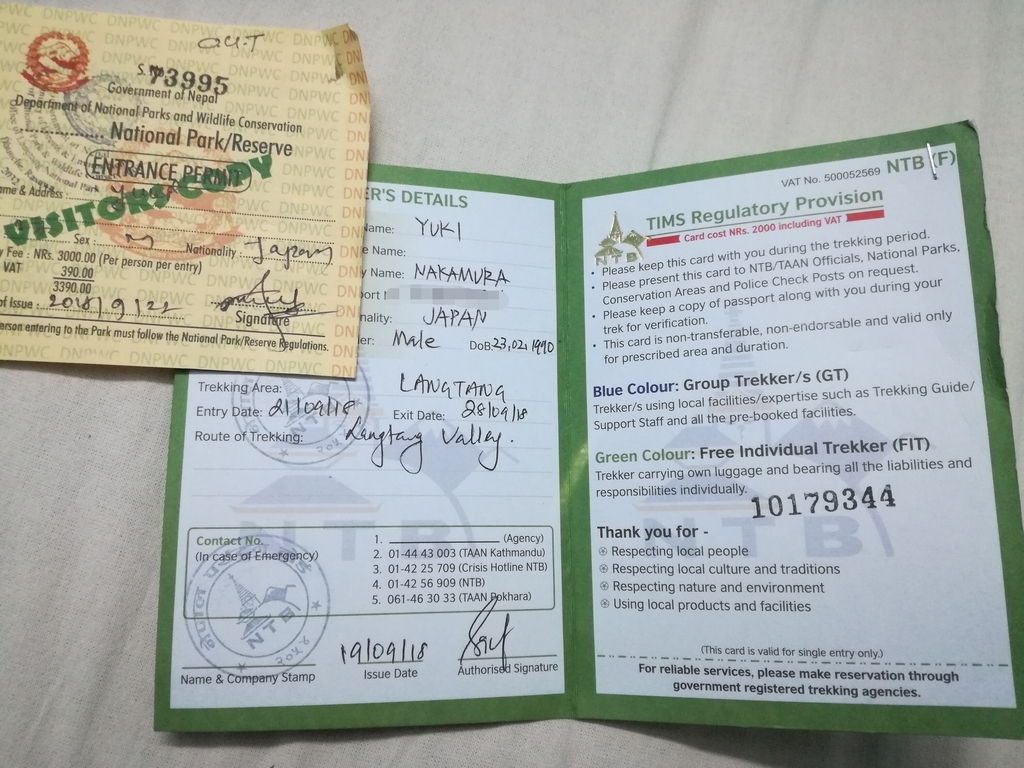 OUT
S. No. 73995
Government of Nepal
Department of National Parks and Wildlife Conservation
National Park/Reserve
ENTRANCE PERMIT
VISITORS COPY
me & Address
Sex M Nationality Japan
y Fee : NRs. 3000.00 (Per person per entry)
VAT 390.00
3390.00
of Issue : 2018/9/22
Signature
erson entering to the Park must follow the National Park/Reserve Regulations.
R'S DETAILS
Name: YUKI
e Name:
y Name: NAKAMURA
port
nality: JAPAN
er: Male DoB: 23,02,1990
Trekking Area: LANGTANG
Entry Date: 21/09/18 Exit Date: 28/09/18
Route of Trekking: Langtang Valley.
NTB
Contact No.
(In case of Emergency)
1. (Agency)
2. 01-44 43 003 (TAAN Kathmandu)
3. 01-42 25 709 (Crisis Hotline NTB)
4. 01-42 56 909 (NTB)
5. 061-46 30 33 (TAAN Pokhara)
NTB
२०५५
Name & Company Stamp
19/09/18
Issue Date
Authorised Signature
VAT No. 500052569 NTB (F)
TIMS Regulatory Provision
Card cost NRs. 2000 including VAT
• Please keep this card with you during the trekking period.
• Please present this card to NTB/TAAN Officials, National Parks,
Conservation Areas and Police Check Posts on request.
• Please keep a copy of passport along with you during your
trek for verification.
• This card is non-transferable, non-endorsable and valid only
for prescribed area and duration.
Blue Colour: Group Trekker/s (GT)
Trekker/s using local facilities/expertise such as Trekking Guide/
Support Staff and all the pre-booked facilities.
Green Colour: Free Individual Trekker (FIT)
Trekker carrying own luggage and bearing all the liabilities and
responsibilities individually.
10179344
NTB
Thank you for -
Respecting local people
Respecting local culture and traditions
Respecting nature and environment
Using local products and facilities
(This card is valid for single entry only.)
For reliable services, please make reservation through
government registered trekking agencies.